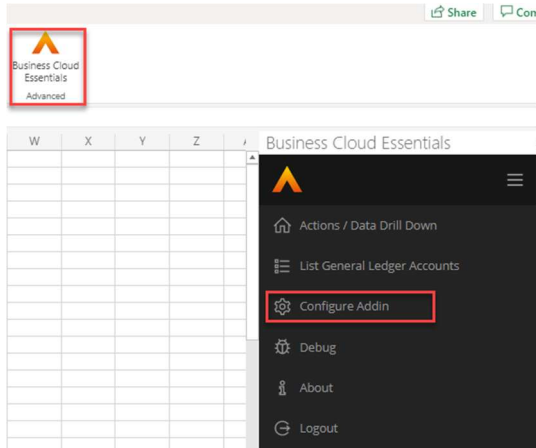 Share
Business Cloud
Essentials
Advanced
W X Y Z
Business Cloud Essentials
Actions / Data Drill Down
List General Ledger Accounts
Configure Addin
Debug
About
Logout